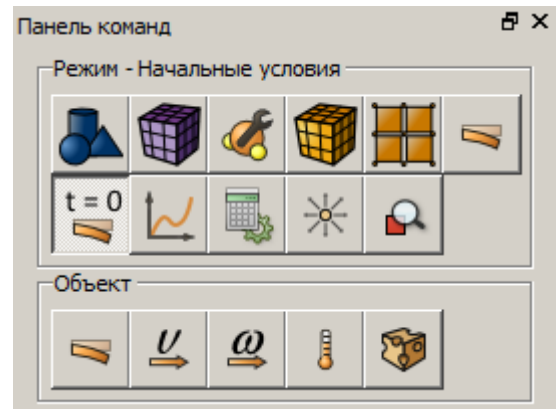 Панель команд
Режим - Начальные условия
t = 0
Объект
υ
ω